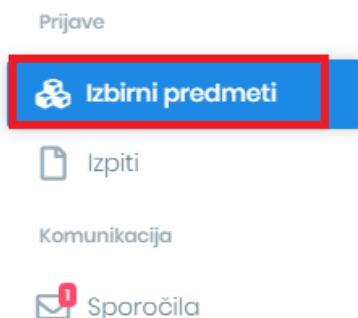 Prijave
Izbirni predmeti
Izpiti
Komunikacija
1
Sporočila